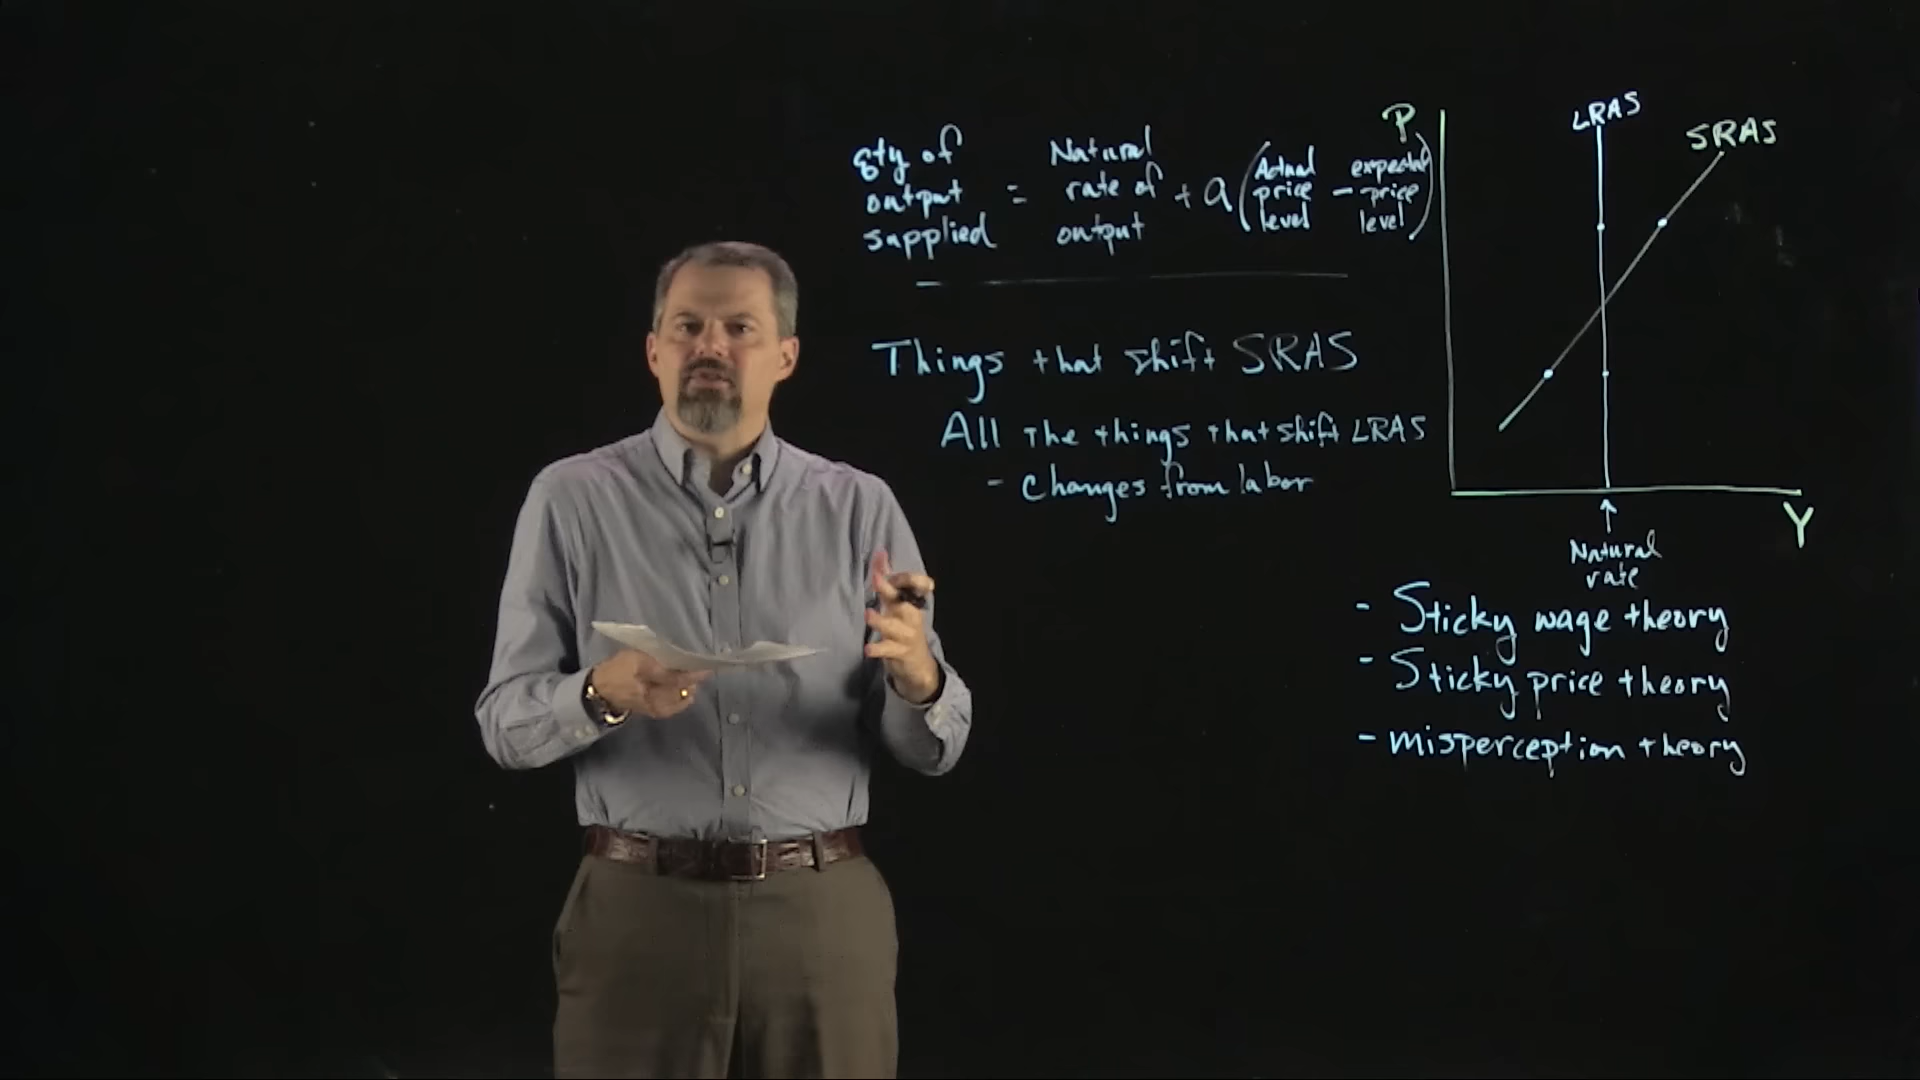 Qty of
output
supplied
=
Natural
rate of
output
+ a
(Actual
price
level
-
expected
price
level)
Things that shift SRAS
All the things that shift LRAS
- changes from labor
P
LRAS
SRAS
Y
↑
Natural
rate
- Sticky wage theory
- Sticky price theory
- misperception theory